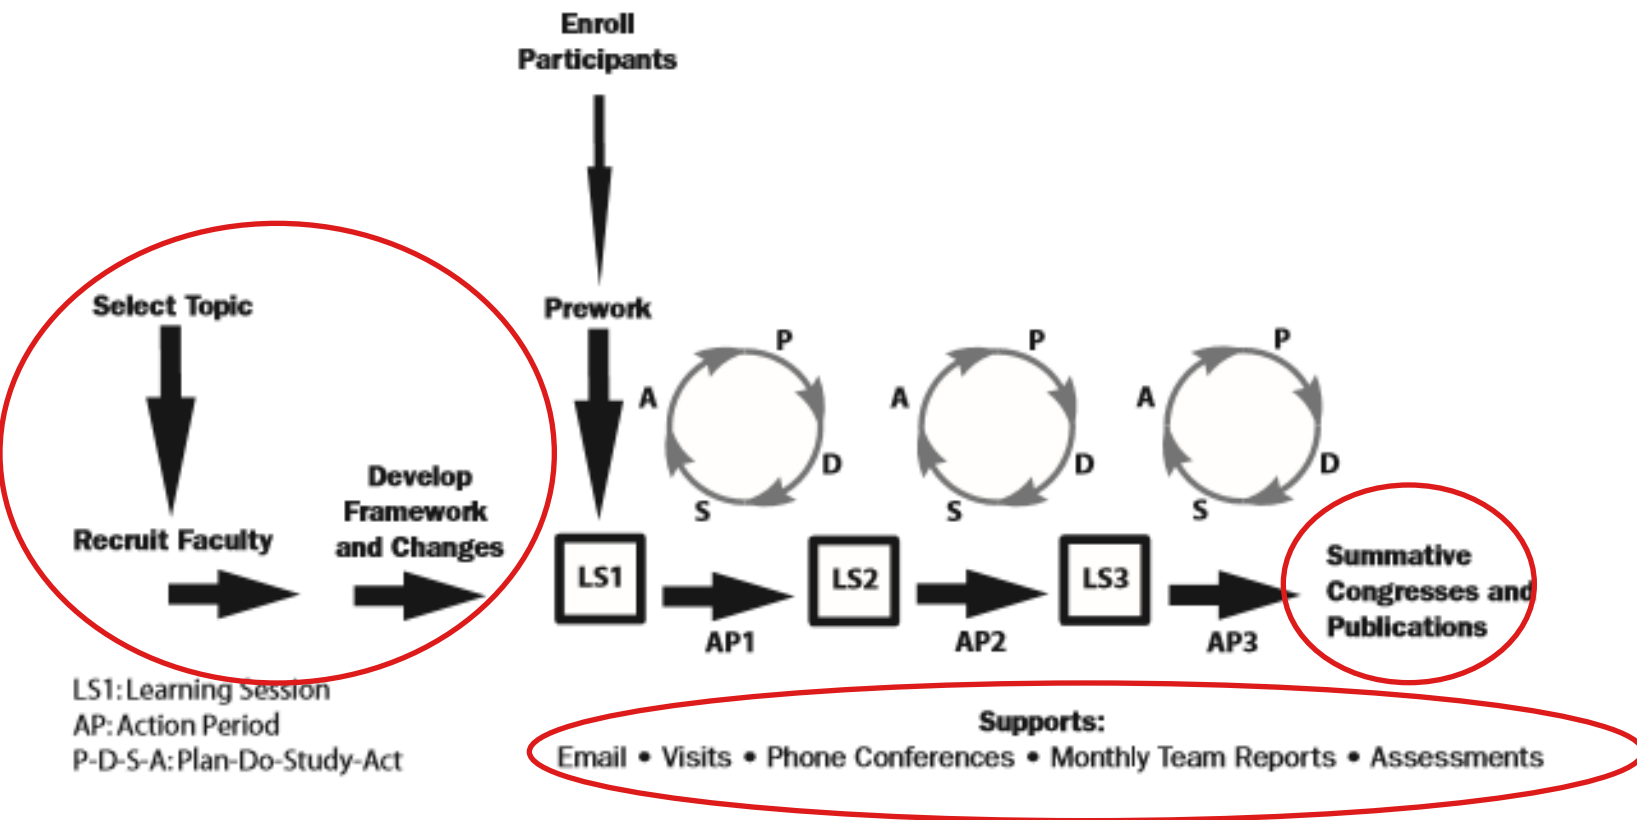 Enroll
Participants
Select Topic
Prework
P
A
D
S
P
A
D
S
P
A
D
S
Recruit Faculty
Develop
Framework
and Changes
LS1
AP1
LS2
AP2
LS3
AP3
Summative
Congresses and
Publications
LS1: Learning Session
AP: Action Period
P-D-S-A: Plan-Do-Study-Act
Supports:
Email • Visits • Phone Conferences • Monthly Team Reports • Assessments